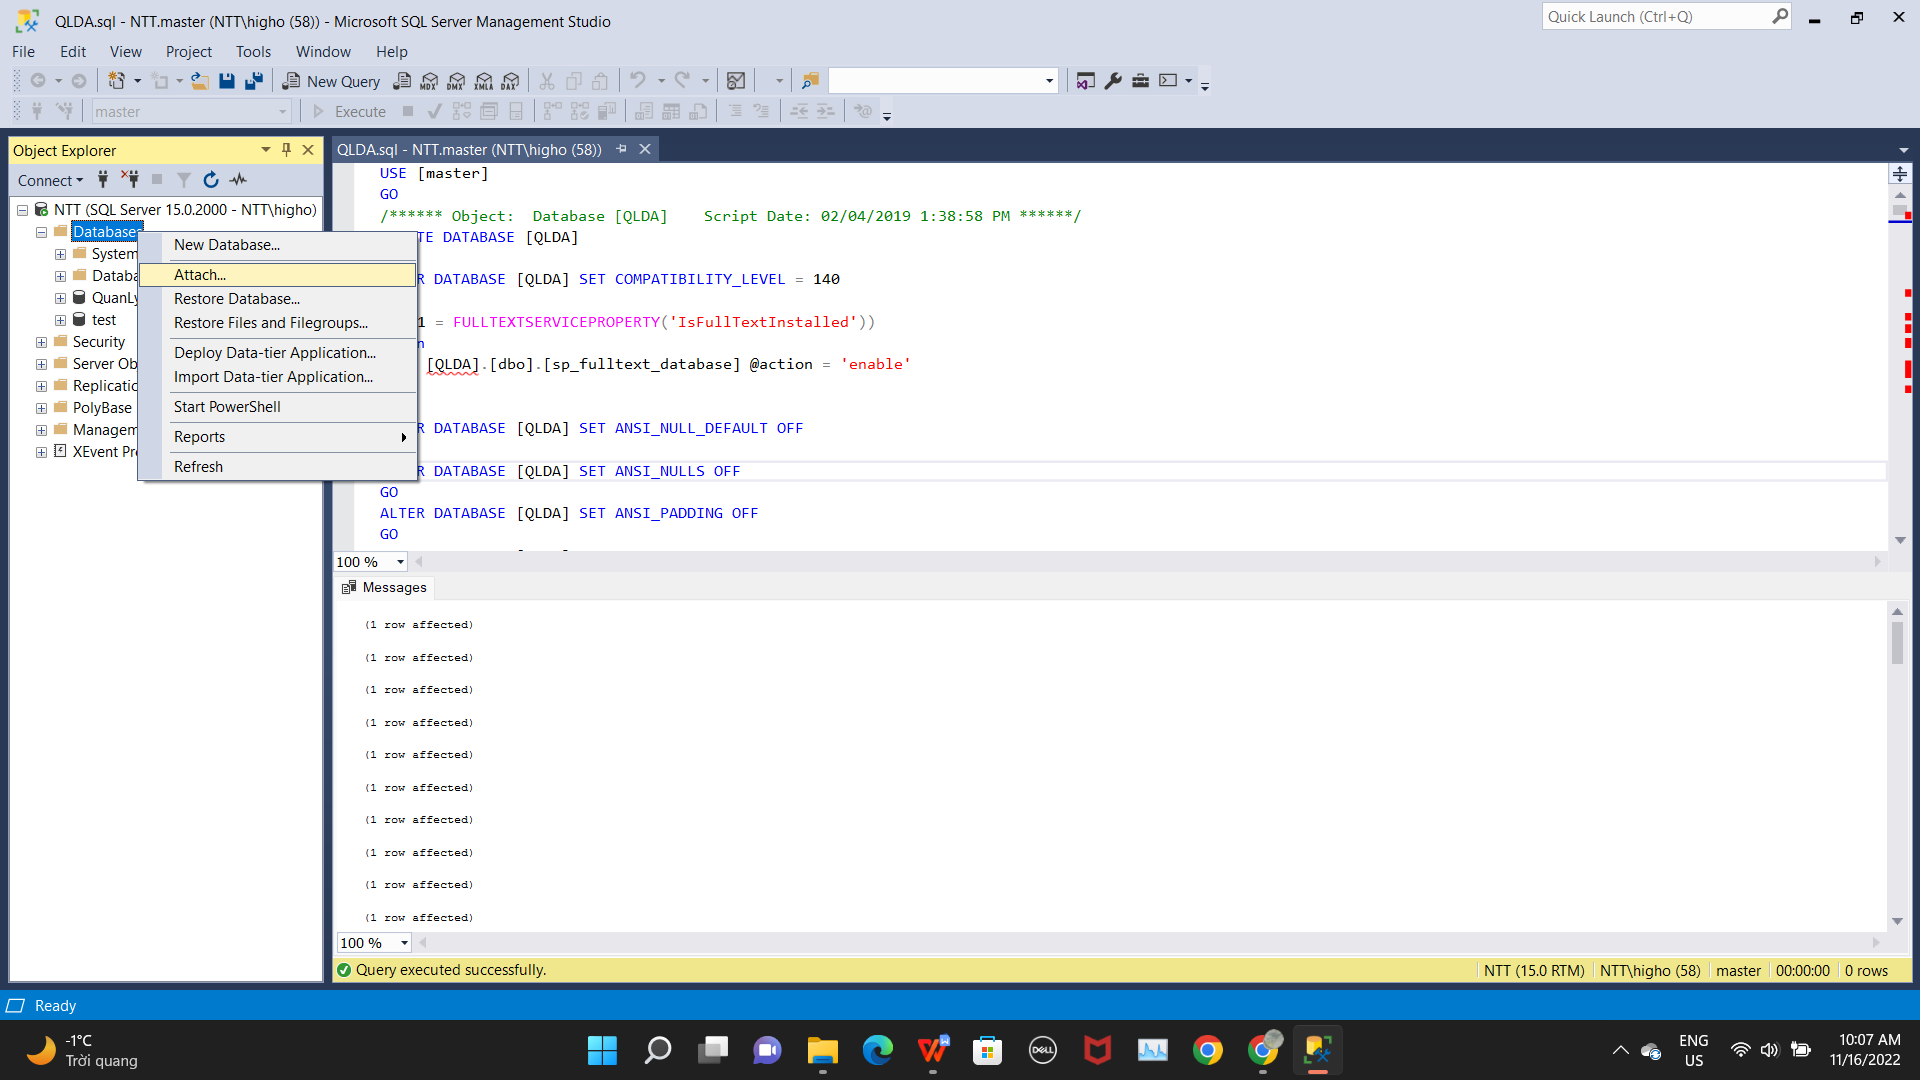 QLDA.sql - NTT.master (NTT\higho (58)) - Microsoft SQL Server Management Studio
Quick Launch (Ctrl+Q)
File Edit View Project Tools Window Help
New Query MDX DMX XMLA DAX
master Execute
Object Explorer
Connect
NTT (SQL Server 15.0.2000 - NTT\higho)
Databases
System
Databa
QuanLy
test
Security
Server Ob
Replicatio
PolyBase
Managem
XEvent Pr
New Database...
Attach...
Restore Database...
Restore Files and Filegroups...
Deploy Data-tier Application...
Import Data-tier Application...
Start PowerShell
Reports
Refresh
QLDA.sql - NTT.master (NTT\higho (58))
USE [master]
GO
/****** Object:  Database [QLDA]    Script Date: 02/04/2019 1:38:58 PM ******/
TE DATABASE [QLDA]
R DATABASE [QLDA] SET COMPATIBILITY_LEVEL = 140
1 = FULLTEXTSERVICEPROPERTY('IsFullTextInstalled'))
n
[QLDA].[dbo].[sp_fulltext_database] @action = 'enable'
R DATABASE [QLDA] SET ANSI_NULL_DEFAULT OFF
R DATABASE [QLDA] SET ANSI_NULLS OFF
GO
ALTER DATABASE [QLDA] SET ANSI_PADDING OFF
GO
100 %
Messages
(1 row affected)
(1 row affected)
(1 row affected)
(1 row affected)
(1 row affected)
(1 row affected)
(1 row affected)
(1 row affected)
(1 row affected)
(1 row affected)
100 %
Query executed successfully.
NTT (15.0 RTM) NTT\higho (58) master 00:00:00 0 rows
Ready
-1°C
Trời quang
DELL
ENG
US
10:07 AM
11/16/2022